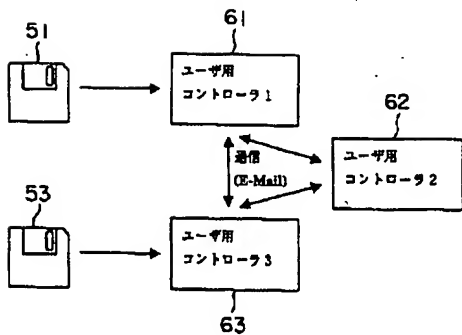 51
61
ユーザ用
コントローラ1
62
通信
(E-Mail)
ユーザ用
コントローラ2
53
ユーザ用
コントローラ3
63